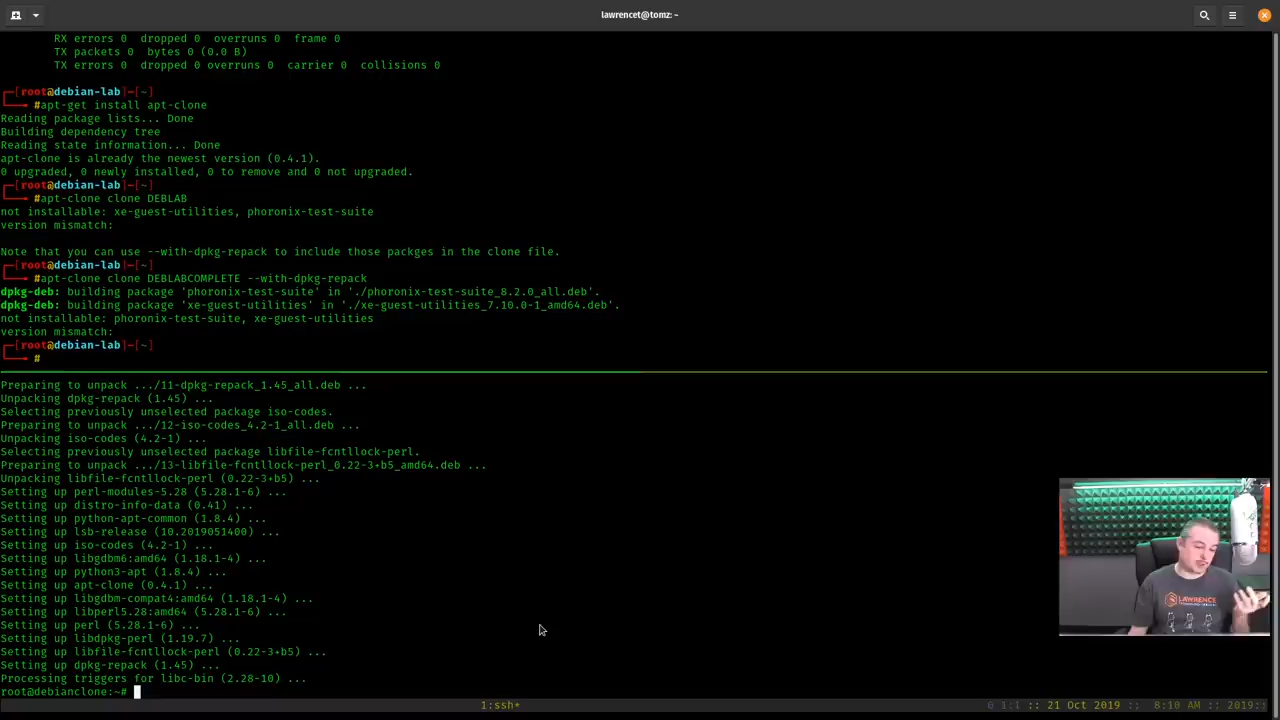 lawrencet@tomz: ~
RX errors 0  dropped 0  overruns 0  frame 0
TX packets 0  bytes 0 (0.0 B)
TX errors 0  dropped 0 overruns 0  carrier 0  collisions 0
[root@debian-lab]-[~]
#apt-get install apt-clone
Reading package lists... Done
Building dependency tree
Reading state information... Done
apt-clone is already the newest version (0.4.1).
0 upgraded, 0 newly installed, 0 to remove and 0 not upgraded.
[root@debian-lab]-[~]
#apt-clone clone DEBLAB
not installable: xe-guest-utilities, phoronix-test-suite
version mismatch:
Note that you can use --with-dpkg-repack to include those packges in the clone file.
[root@debian-lab]-[~]
#apt-clone clone DEBLABCOMPLETE --with-dpkg-repack
dpkg-deb: building package 'phoronix-test-suite' in './phoronix-test-suite_8.2.0_all.deb'.
dpkg-deb: building package 'xe-guest-utilities' in './xe-guest-utilities_7.10.0-1_amd64.deb'.
not installable: phoronix-test-suite, xe-guest-utilities
version mismatch:
[root@debian-lab]-[~]
#
Preparing to unpack .../11-dpkg-repack_1.45_all.deb ...
Unpacking dpkg-repack (1.45) ...
Selecting previously unselected package iso-codes.
Preparing to unpack .../12-iso-codes_4.2-1_all.deb ...
Unpacking iso-codes (4.2-1) ...
Selecting previously unselected package libfile-fcntllock-perl.
Preparing to unpack .../13-libfile-fcntllock-perl_0.22-3+b5_amd64.deb ...
Unpacking libfile-fcntllock-perl (0.22-3+b5) ...
Setting up perl-modules-5.28 (5.28.1-6) ...
Setting up distro-info-data (0.41) ...
Setting up python-apt-common (1.8.4) ...
Setting up lsb-release (10.2019051400) ...
Setting up iso-codes (4.2-1) ...
Setting up libgdbm6:amd64 (1.18.1-4) ...
Setting up python3-apt (1.8.4) ...
Setting up apt-clone (0.4.1) ...
Setting up libgdbm-compat4:amd64 (1.18.1-4) ...
Setting up libperl5.28:amd64 (5.28.1-6) ...
Setting up perl (5.28.1-6) ...
Setting up libdpkg-perl (1.19.7) ...
Setting up libfile-fcntllock-perl (0.22-3+b5) ...
Setting up dpkg-repack (1.45) ...
Processing triggers for libc-bin (2.28-10) ...
root@debianclone:~#
LAWRENCE
1:ssh*
:: 21 Oct 2019 :: 8:10 AM :: 2019::